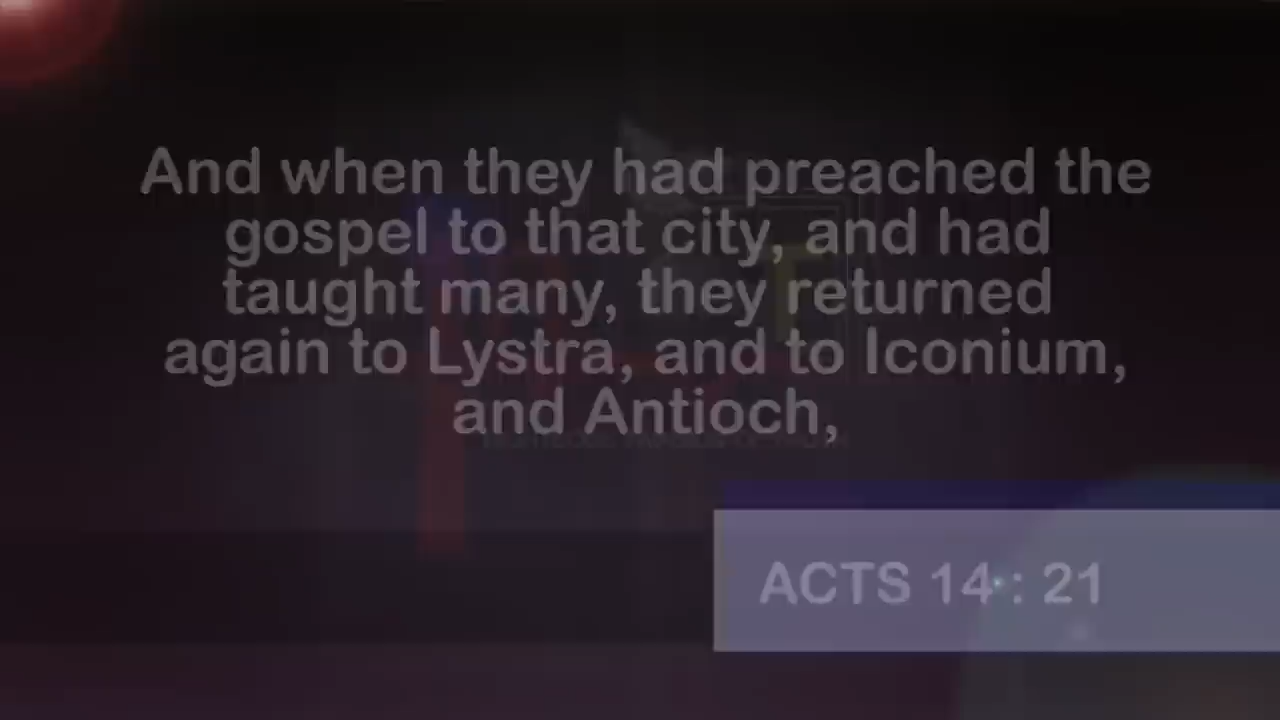 And when they had preached the
gospel to that city, and had
taught many, they returned
again to Lystra, and to Iconium,
and Antioch,
ACTS 14 : 21